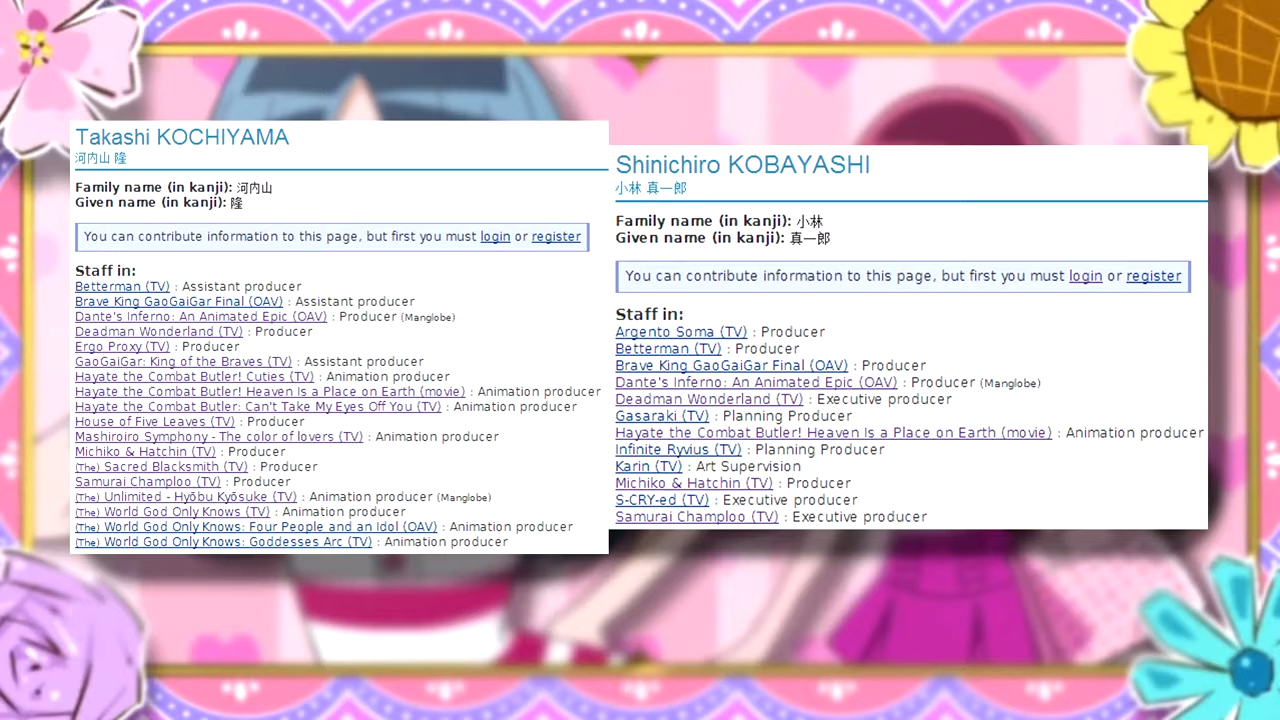 Takashi KOCHIYAMA
河内山 隆
Family name (in kanji): 河内山
Given name (in kanji): 隆
You can contribute information to this page, but first you must login or register
Staff in:
Betterman (TV) : Assistant producer
Brave King GaoGaiGar Final (OAV) : Assistant producer
Dante's Inferno: An Animated Epic (OAV) : Producer (Manglobe)
Deadman Wonderland (TV) : Producer
Ergo Proxy (TV) : Producer
GaoGaiGar: King of the Braves (TV) : Assistant producer
Hayate the Combat Butler! Cuties (TV) : Animation producer
Hayate the Combat Butler! Heaven Is a Place on Earth (movie) : Animation producer
Hayate the Combat Butler: Can't Take My Eyes Off You (TV) : Animation producer
House of Five Leaves (TV) : Producer
Mashiroiro Symphony - The color of lovers (TV) : Animation producer
Michiko & Hatchin (TV) : Producer
(The) Sacred Blacksmith (TV) : Producer
Samurai Champloo (TV) : Producer
(The) Unlimited - Hyōbu Kyōsuke (TV) : Animation producer (Manglobe)
(The) World God Only Knows (TV) : Animation producer
(The) World God Only Knows: Four People and an Idol (OAV) : Animation producer
(The) World God Only Knows: Goddesses Arc (TV) : Animation producer
Shinichiro KOBAYASHI
小林 真一郎
Family name (in kanji): 小林
Given name (in kanji): 真一郎
You can contribute information to this page, but first you must login or register
Staff in:
Argento Soma (TV) : Producer
Betterman (TV) : Producer
Brave King GaoGaiGar Final (OAV) : Producer
Dante's Inferno: An Animated Epic (OAV) : Producer (Manglobe)
Deadman Wonderland (TV) : Executive producer
Gasaraki (TV) : Planning Producer
Hayate the Combat Butler! Heaven Is a Place on Earth (movie) : Animation producer
Infinite Ryvius (TV) : Planning Producer
Karin (TV) : Art Supervision
Michiko & Hatchin (TV) : Producer
S-CRY-ed (TV) : Executive producer
Samurai Champloo (TV) : Executive producer